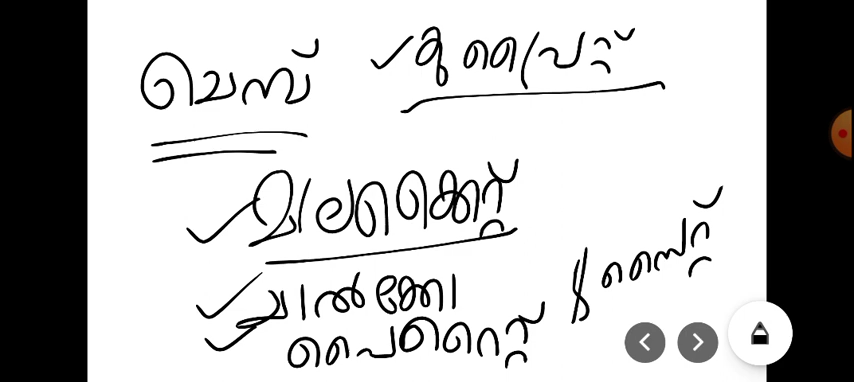 ചെമ്പ് കുപ്രൈറ്റ്
മാലക്കൈറ്റ്
ചാൽക്കോ
പൈറൈറ്റ് &